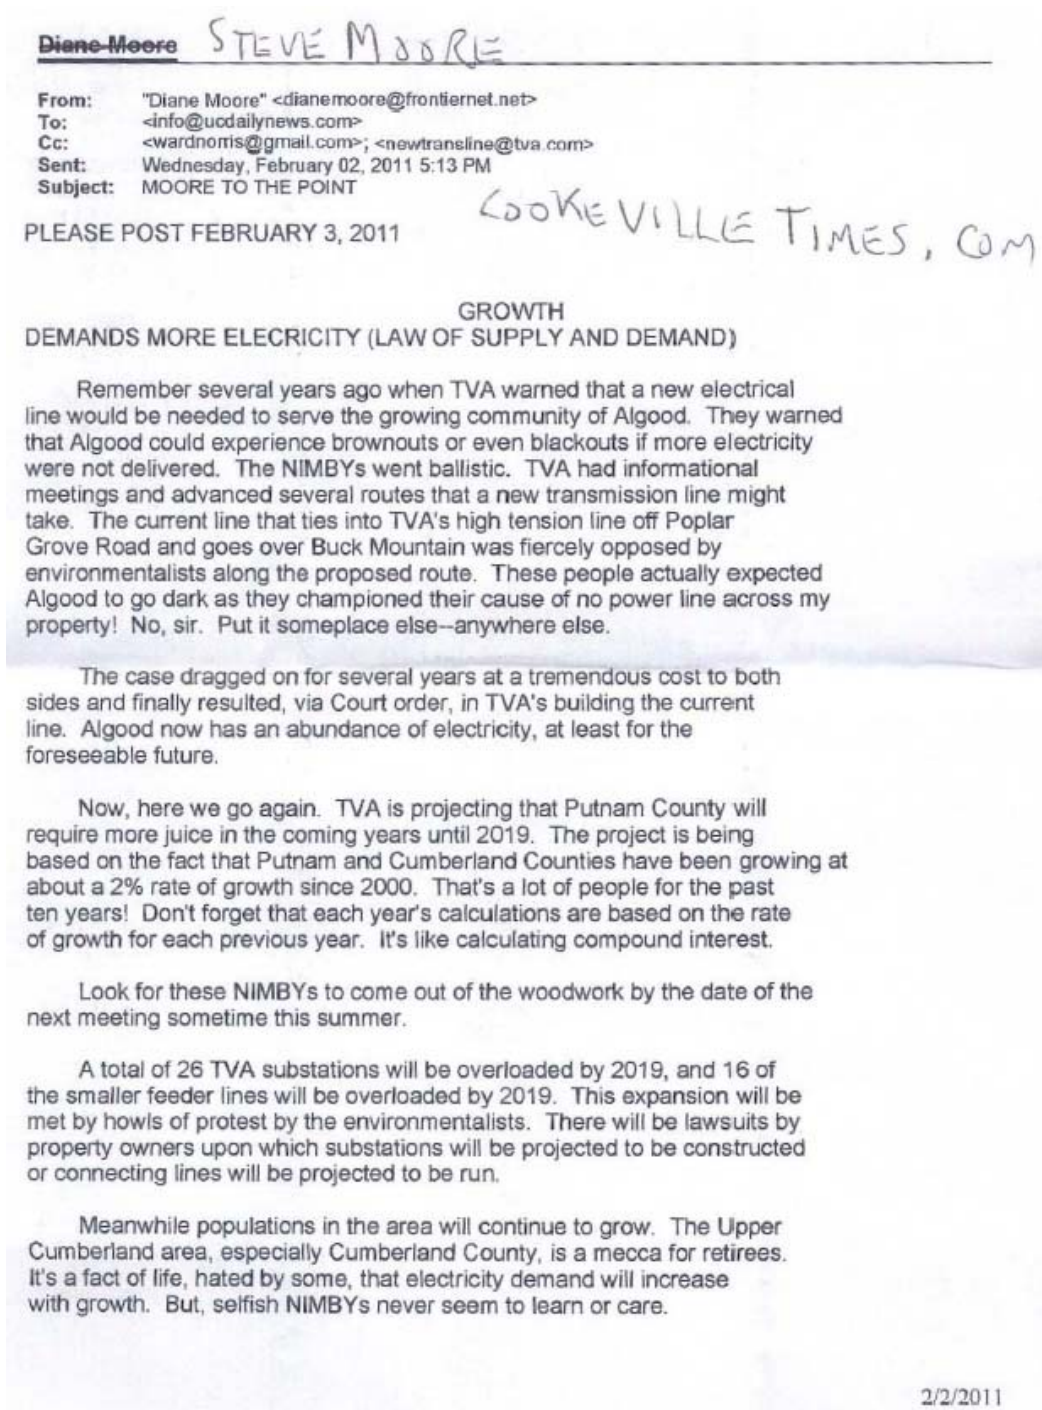 Diane Moore STEVE MOORE
From: "Diane Moore" <dianemoore@frontiernet.net>
To: <info@ucdailynews.com>
Cc: <wardnorris@gmail.com>; <newtransline@tva.com>
Sent: Wednesday, February 02, 2011 5:13 PM
Subject: MOORE TO THE POINT
COOKEVILLE TIMES, COM
PLEASE POST FEBRUARY 3, 2011
GROWTH
DEMANDS MORE ELECRICITY (LAW OF SUPPLY AND DEMAND)
Remember several years ago when TVA warned that a new electrical
line would be needed to serve the growing community of Algood. They warned
that Algood could experience brownouts or even blackouts if more electricity
were not delivered. The NIMBYs went ballistic. TVA had informational
meetings and advanced several routes that a new transmission line might
take. The current line that ties into TVA's high tension line off Poplar
Grove Road and goes over Buck Mountain was fiercely opposed by
environmentalists along the proposed route. These people actually expected
Algood to go dark as they championed their cause of no power line across my
property! No, sir. Put it someplace else--anywhere else.
The case dragged on for several years at a tremendous cost to both
sides and finally resulted, via Court order, in TVA's building the current
line. Algood now has an abundance of electricity, at least for the
foreseeable future.
Now, here we go again. TVA is projecting that Putnam County will
require more juice in the coming years until 2019. The project is being
based on the fact that Putnam and Cumberland Counties have been growing at
about a 2% rate of growth since 2000. That's a lot of people for the past
ten years! Don't forget that each year's calculations are based on the rate
of growth for each previous year. It's like calculating compound interest.
Look for these NIMBYs to come out of the woodwork by the date of the
next meeting sometime this summer.
A total of 26 TVA substations will be overloaded by 2019, and 16 of
the smaller feeder lines will be overloaded by 2019. This expansion will be
met by howls of protest by the environmentalists. There will be lawsuits by
property owners upon which substations will be projected to be constructed
or connecting lines will be projected to be run.
Meanwhile populations in the area will continue to grow. The Upper
Cumberland area, especially Cumberland County, is a mecca for retirees.
It's a fact of life, hated by some, that electricity demand will increase
with growth. But, selfish NIMBYs never seem to learn or care.
2/2/2011